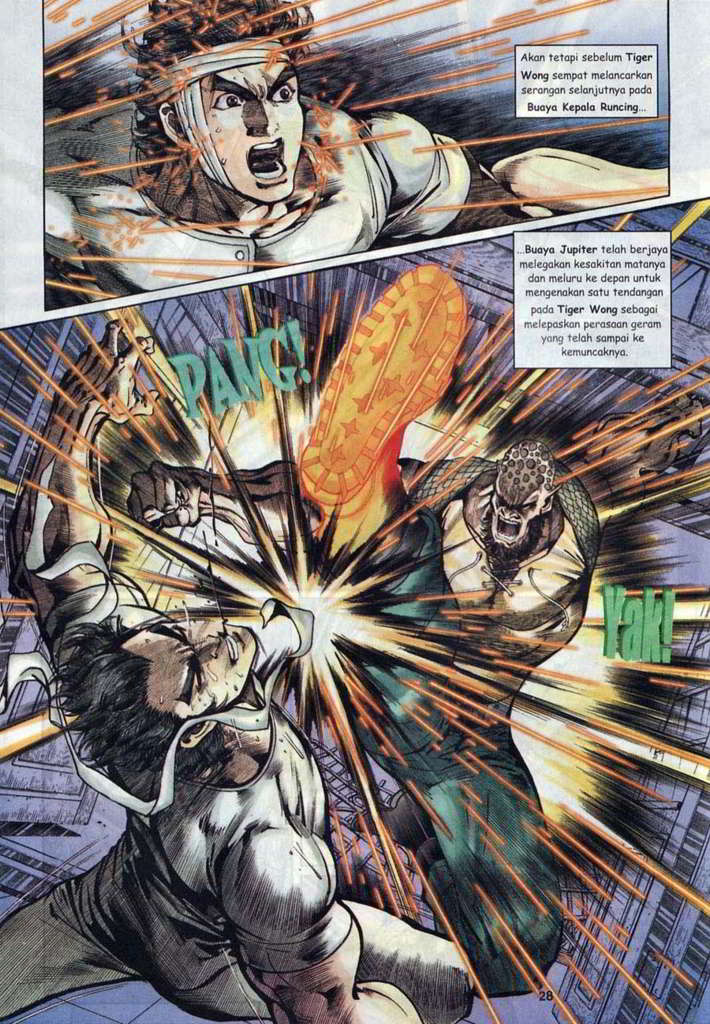 Akan tetapi sebelum Tiger
Wong sempat melancarkan
serangan selanjutnya pada
Buaya Kepala Runcing...
...Buaya Jupiter telah berjaya
melegakan kesakitan matanya
dan meluru ke depan untuk
mengenakan satu tendangan
pada Tiger Wong sebagai
melepaskan perasaan geram
yang telah sampai ke
kemuncaknya.
PANG!
Yak!
28